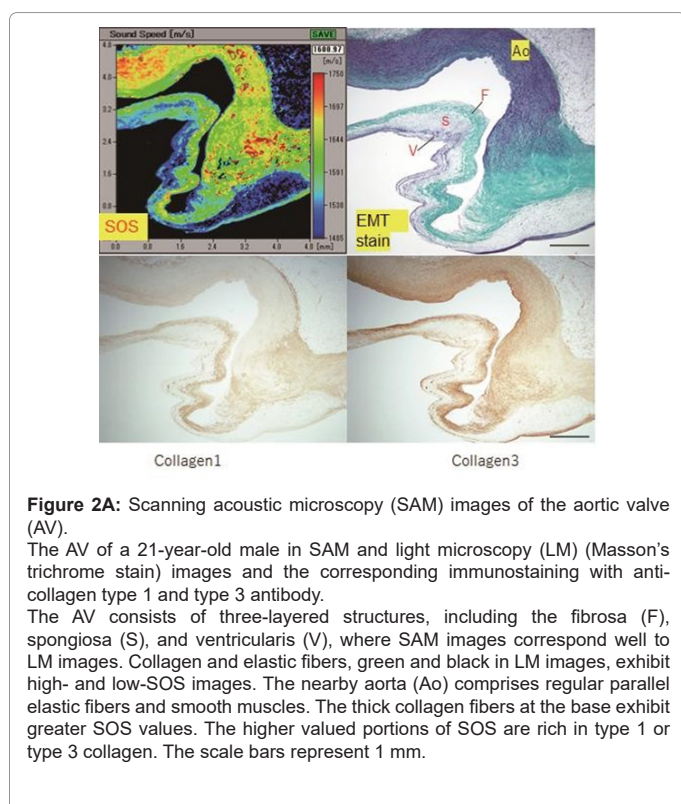 Sound Speed [m/s] SAVE
1600.97
[m/s]
4.8
4.0
3.2
2.4
1.6
0.8
0.0 0.8 1.6 2.4 3.2 4.0 4.8 [mm]
1750
1697
1644
1591
1538
1485
SOS
Ao
F
S
V
EMT
stain
Collagen1 Collagen3
Figure 2A: Scanning acoustic microscopy (SAM) images of the aortic valve
(AV).
The AV of a 21-year-old male in SAM and light microscopy (LM) (Masson's
trichrome stain) images and the corresponding immunostaining with anti-
collagen type 1 and type 3 antibody.
The AV consists of three-layered structures, including the fibrosa (F),
spongiosa (S), and ventricularis (V), where SAM images correspond well to
LM images. Collagen and elastic fibers, green and black in LM images, exhibit
high- and low-SOS images. The nearby aorta (Ao) comprises regular parallel
elastic fibers and smooth muscles. The thick collagen fibers at the base exhibit
greater SOS values. The higher valued portions of SOS are rich in type 1 or
type 3 collagen. The scale bars represent 1 mm.